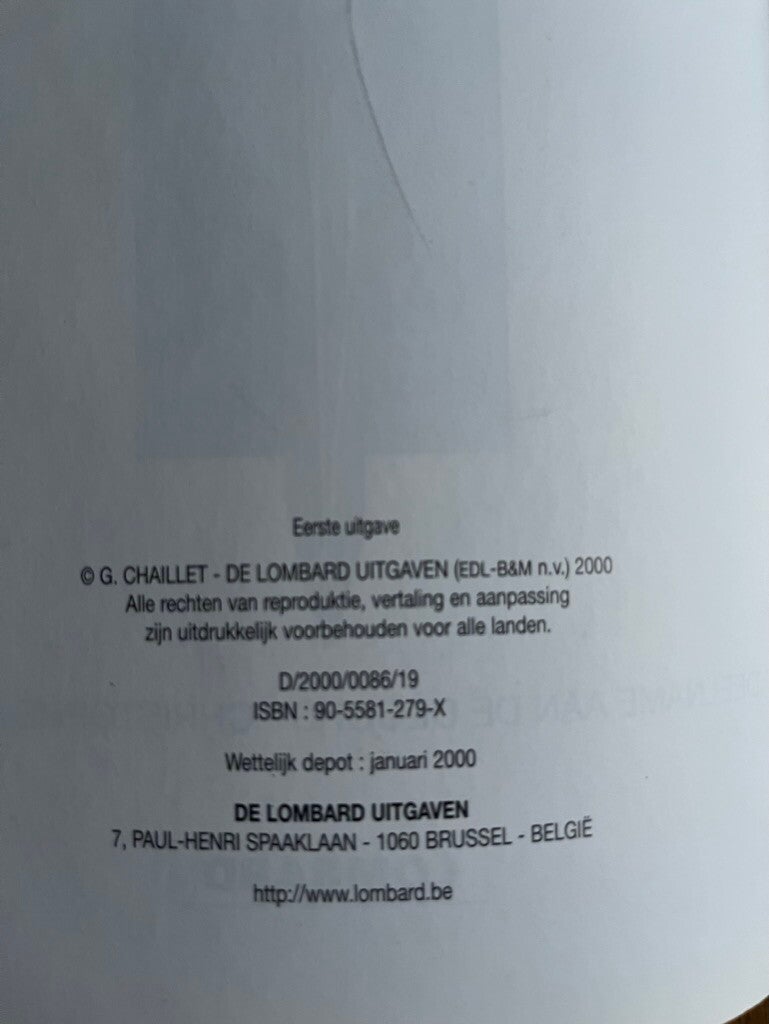 Eerste uitgave
© G. CHAILLET - DE LOMBARD UITGAVEN (EDL-B&M n.v.) 2000
Alle rechten van reproduktie, vertaling en aanpassing
zijn uitdrukkelijk voorbehouden voor alle landen.
D/2000/0086/19
ISBN : 90-5581-279-X
Wettelijk depot : januari 2000
DE LOMBARD UITGAVEN
7, PAUL-HENRI SPAAKLAAN - 1060 BRUSSEL - BELGIË
http://www.lombard.be